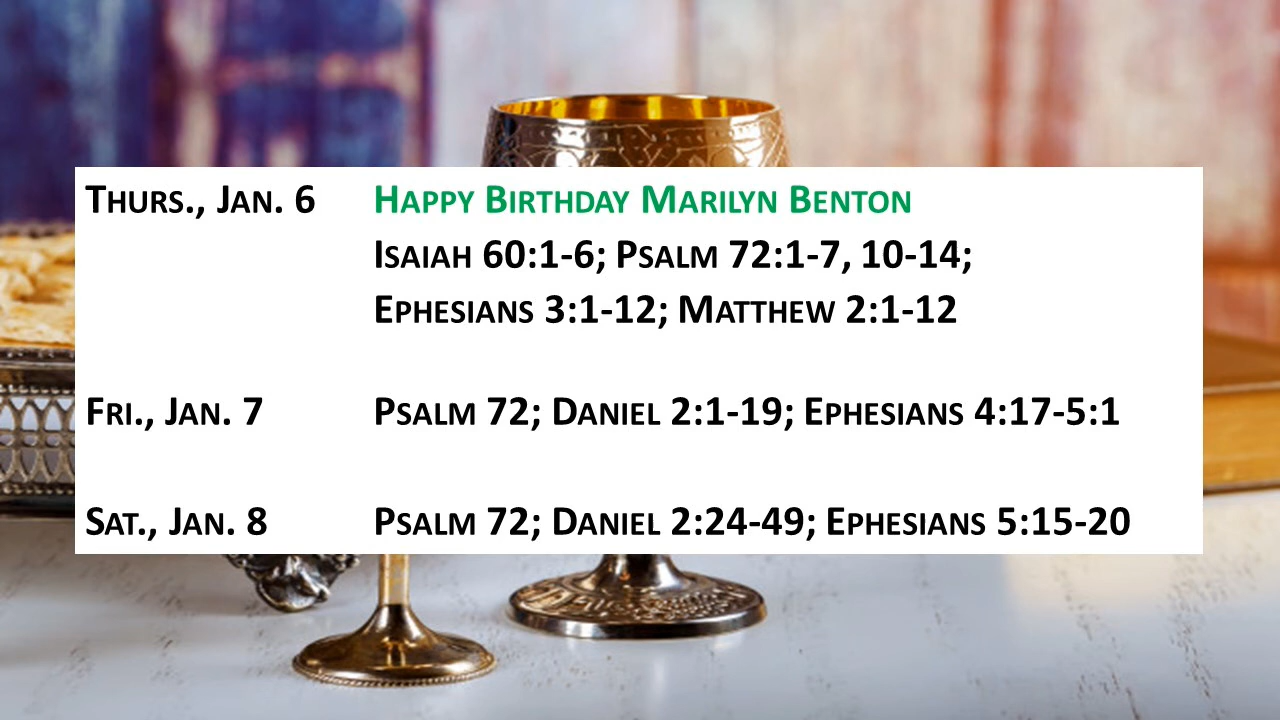 Thurs., Jan. 6 Happy Birthday Marilyn Benton
Isaiah 60:1-6; Psalm 72:1-7, 10-14;
Ephesians 3:1-12; Matthew 2:1-12
Fri., Jan. 7 Psalm 72; Daniel 2:1-19; Ephesians 4:17-5:1
Sat., Jan. 8 Psalm 72; Daniel 2:24-49; Ephesians 5:15-20